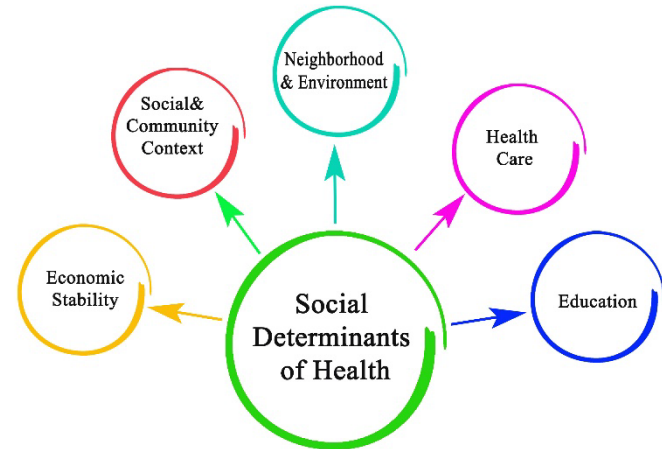 Neighborhood
& Environment
Social&
Community
Context
Health
Care
Economic
Stability
Education
Social
Determinants
of Health